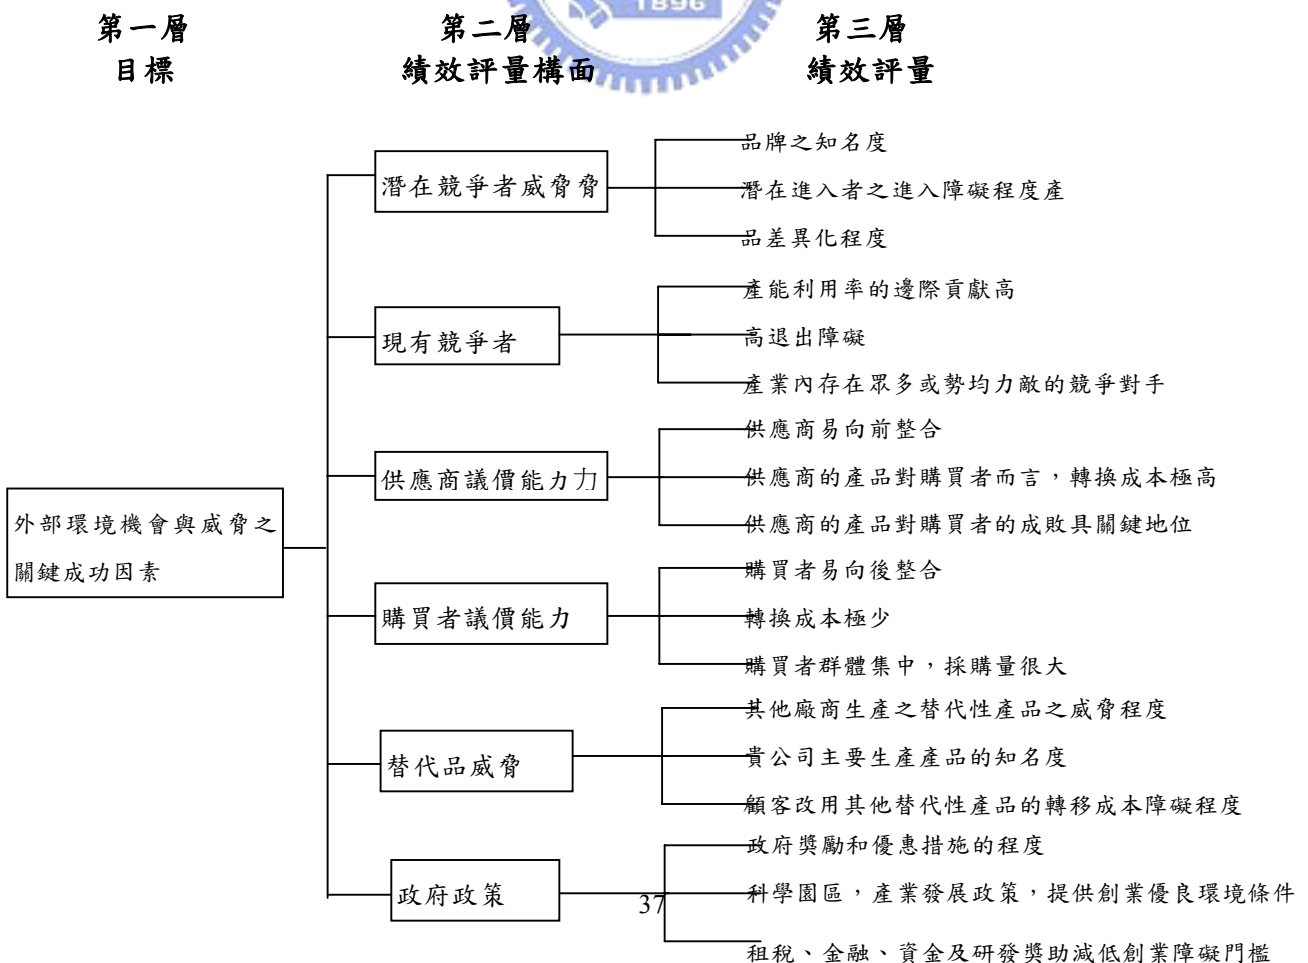 1896
第一層
目標
第二層
績效評量構面
第三層
績效評量
外部環境機會與威脅之
關鍵成功因素
潛在競爭者威脅脅
品牌之知名度
潛在進入者之進入障礙程度產
品差異化程度
現有競爭者
產能利用率的邊際貢獻高
高退出障礙
產業內存在眾多或勢均力敵的競爭對手
供應商議價能力力
供應商易向前整合
供應商的產品對購買者而言，轉換成本極高
供應商的產品對購買者的成敗具關鍵地位
購買者議價能力
購買者易向後整合
轉換成本極少
購買者群體集中，採購量很大
替代品威脅
其他廠商生產之替代性產品之威脅程度
貴公司主要生產產品的知名度
顧客改用其他替代性產品的轉移成本障礙程度
政府政策
政府獎勵和優惠措施的程度
科學園區，產業發展政策，提供創業優良環境條件
租稅、金融、資金及研發獎助減低創業障礙門檻
37